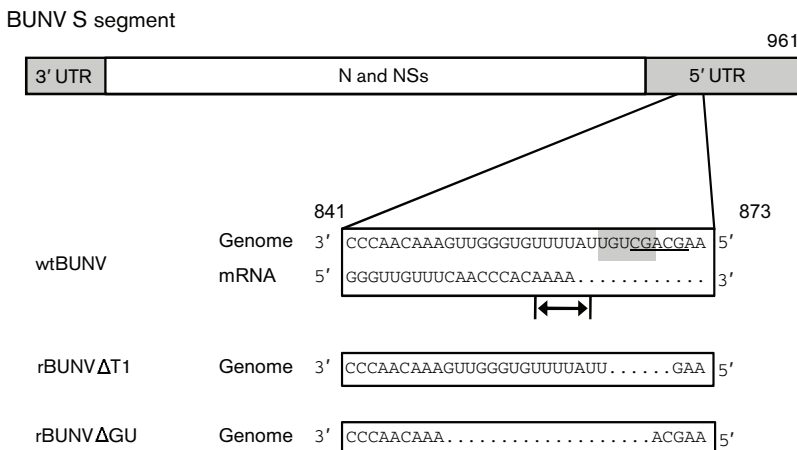 BUNV S segment
961
3′ UTR N and NSs 5′ UTR
841 873
Genome 3′ CCCAACAAAGUUGGGUGUUUUAUUGUCGACGAA 5′
wtBUNV
mRNA 5′ GGGUUGUUUCAACCCACAAAA............ 3′
rBUNVΔT1 Genome 3′ CCCAACAAAGUUGGGUGUUUUAUU......GAA 5′
rBUNVΔGU Genome 3′ CCCAACAAA...................ACGAA 5′